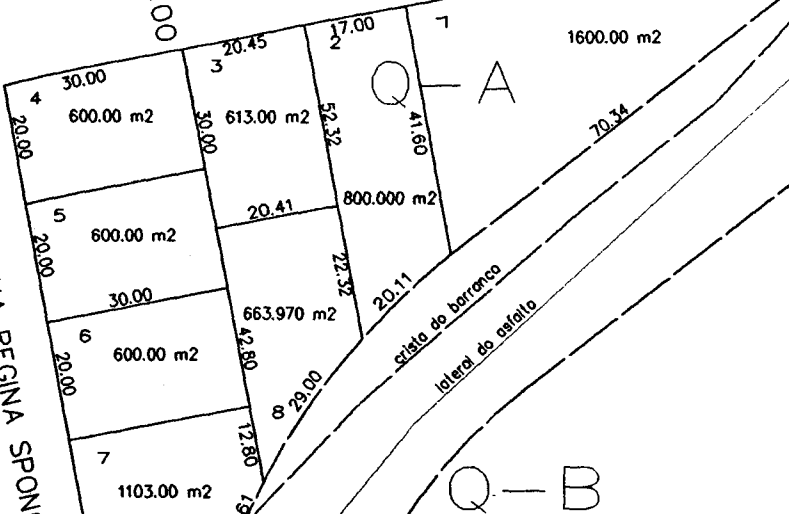 00
17.00
20.45
2
7
1600.00 m2
3
30.00
4
600.00 m2
20.00
30.00
613.00 m2
52.32
Q-A
41.60
70.34
5
600.00 m2
20.00
20.41
800.000 m2
22.32
20.11
30.00
663.970 m2
crista do barranco
lateral do asfalto
6
600.00 m2
20.00
42.80
8
29.00
12.80
7
1103.00 m2
REGINA SPON
Q-B